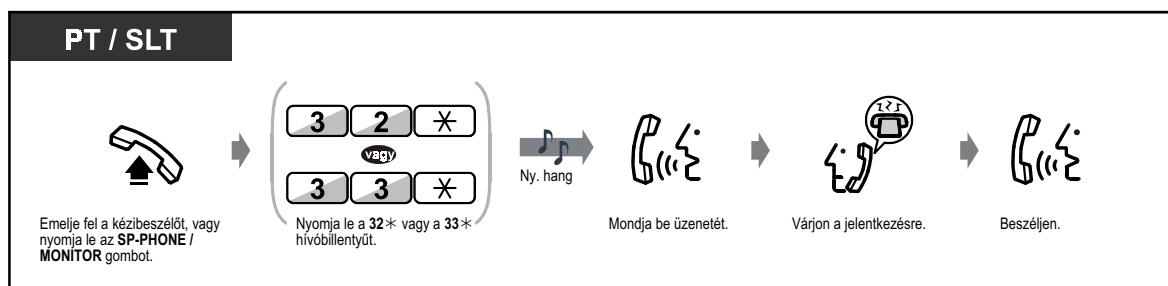 PT / SLT
3 2 ✳
vagy
3 3 ✳
Ny. hang
Emelje fel a kézibeszélőt, vagy
nyomja le az SP-PHONE /
MONITOR gombot.
Nyomja le a 32✳ vagy a 33✳
hívóbillentyűt.
Mondja be üzenetét.
Várjon a jelentkezésre.
Beszéljen.